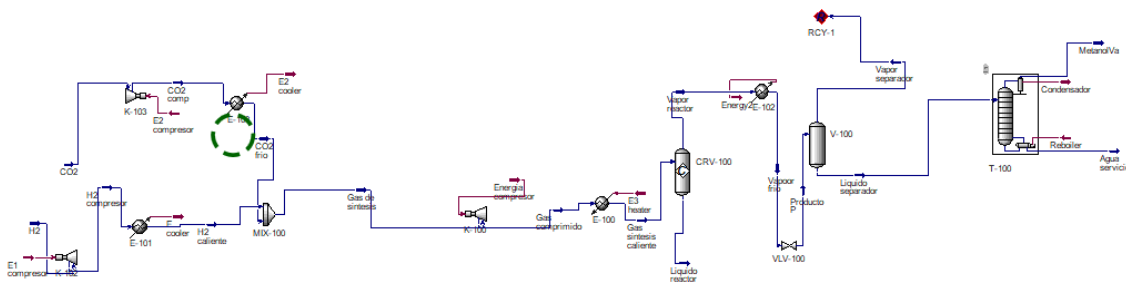 RCY-1
MetanolVa
Condensador
Vapor
separador
CO2
comp
E2
cooler
K-103
E2
compresor
CO2
frio
CO2
Vapor
reactor
Energy2
E-102
V-100
CRV-100
Reboiler
T-100
Agua
servicio
H2
compresor
Gas de
sintesis
Energia
compresor
E3
heater
Vapoor
frio
Producto
P
Liquido
separador
H2
E-101
cooler
H2
caliente
MIX-100
K-100
Gas
comprimido
E-100
Gas
sintesis
caliente
VLV-100
E1
compresor
K-102
Liquido
reactor